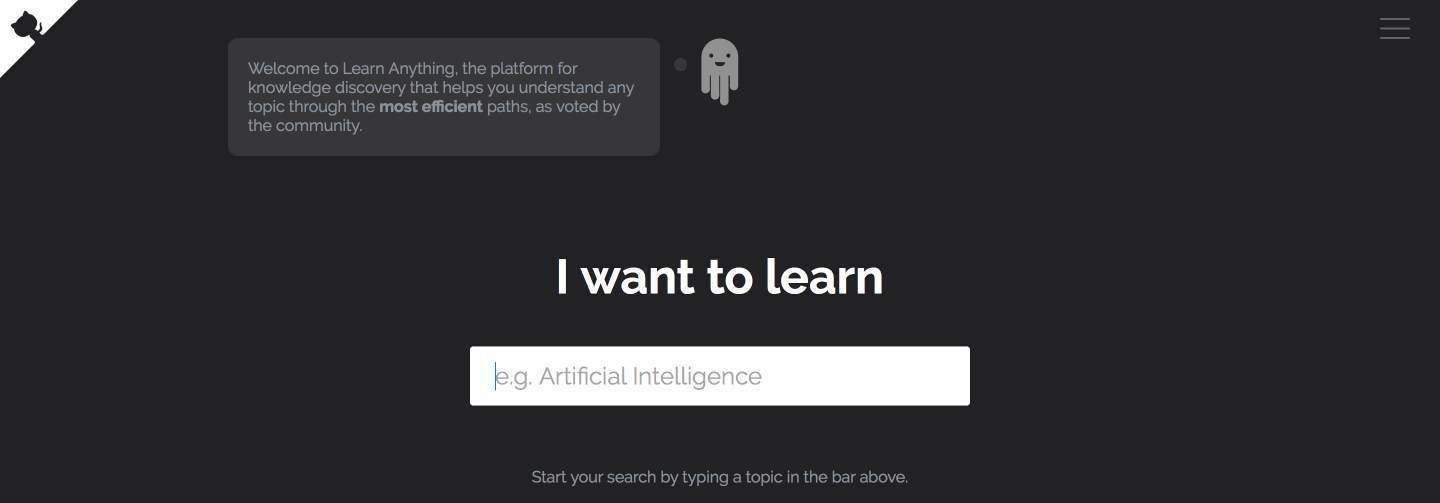 Welcome to Learn Anything, the platform for
knowledge discovery that helps you understand any
topic through the most efficient paths, as voted by
the community.
I want to learn
e.g. Artificial Intelligence
Start your search by typing a topic in the bar above.